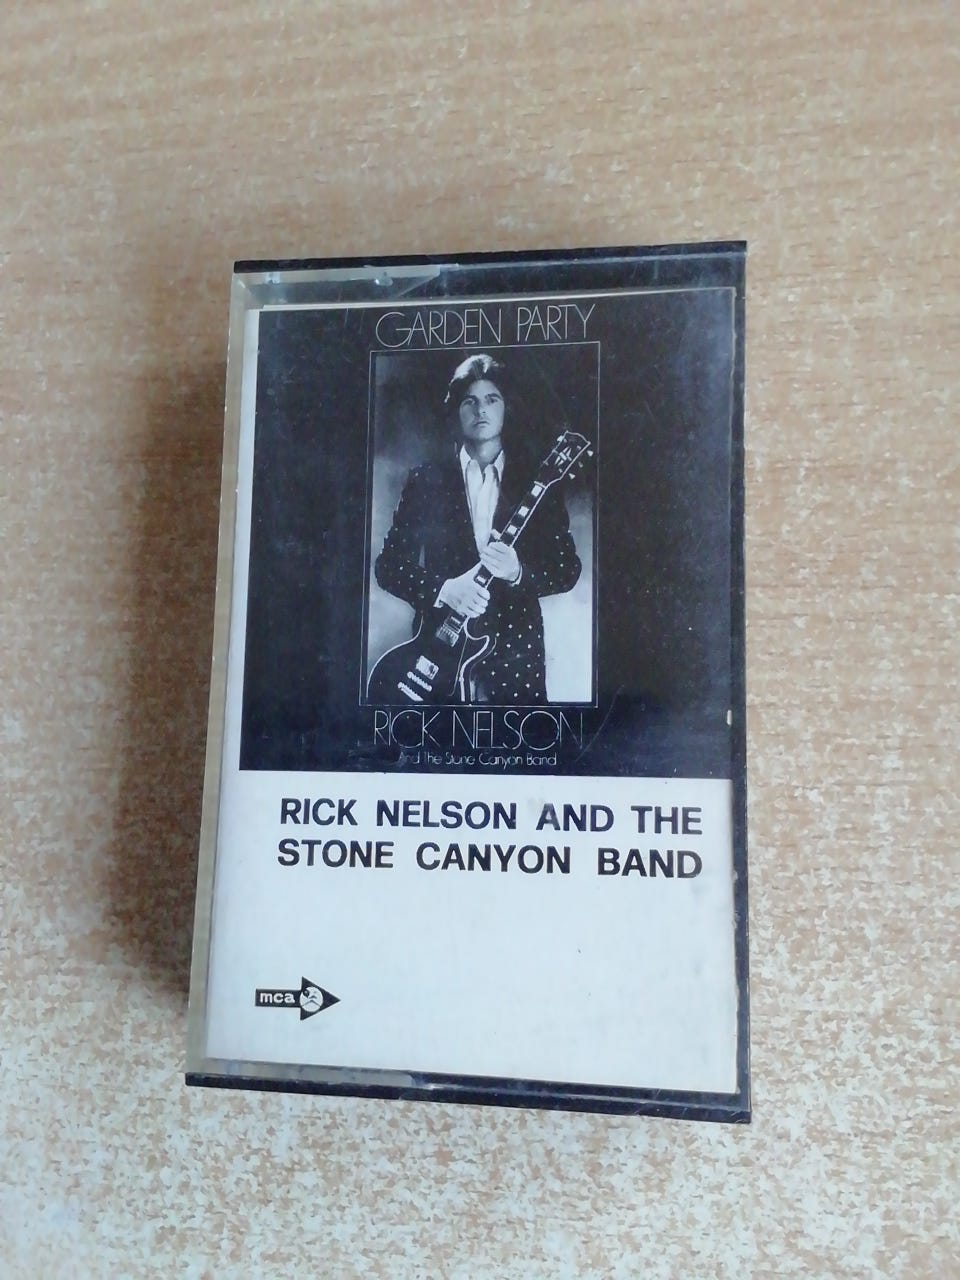 GARDEN PARTY
RICK NELSON
And The Stone Canyon Band
RICK NELSON AND THE
STONE CANYON BAND
mca